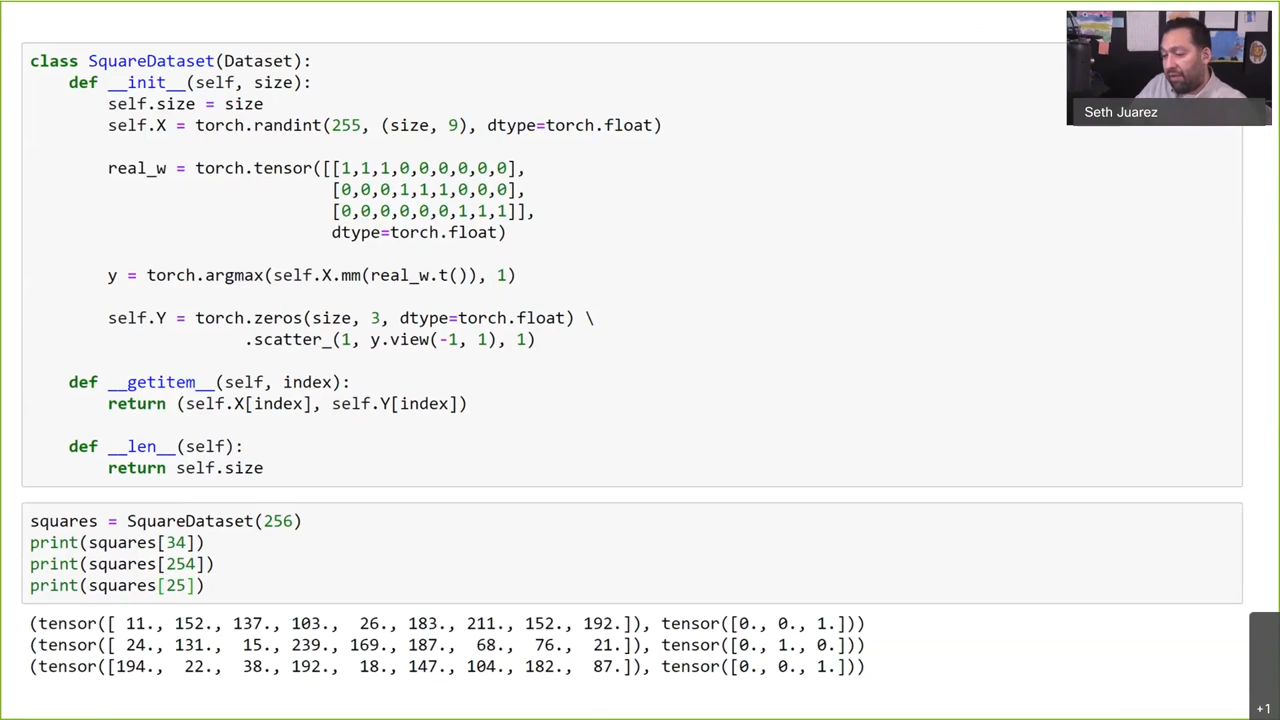 class SquareDataset(Dataset):
    def __init__(self, size):
        self.size = size
        self.X = torch.randint(255, (size, 9), dtype=torch.float)
        real_w = torch.tensor([[1,1,1,0,0,0,0,0,0],
                               [0,0,0,1,1,1,0,0,0],
                               [0,0,0,0,0,0,1,1,1]],
                               dtype=torch.float)
        y = torch.argmax(self.X.mm(real_w.t()), 1)
        self.Y = torch.zeros(size, 3, dtype=torch.float) \
                      .scatter_(1, y.view(-1, 1), 1)
    def __getitem__(self, index):
        return (self.X[index], self.Y[index])
    def __len__(self):
        return self.size
squares = SquareDataset(256)
print(squares[34])
print(squares[254])
print(squares[25])
(tensor([ 11., 152., 137., 103.,  26., 183., 211., 152., 192.]), tensor([0., 0., 1.]))
(tensor([ 24., 131.,  15., 239., 169., 187.,  68.,  76.,  21.]), tensor([0., 1., 0.]))
(tensor([194.,  22.,  38., 192.,  18., 147., 104., 182.,  87.]), tensor([0., 0., 1.]))
Seth Juarez
+1